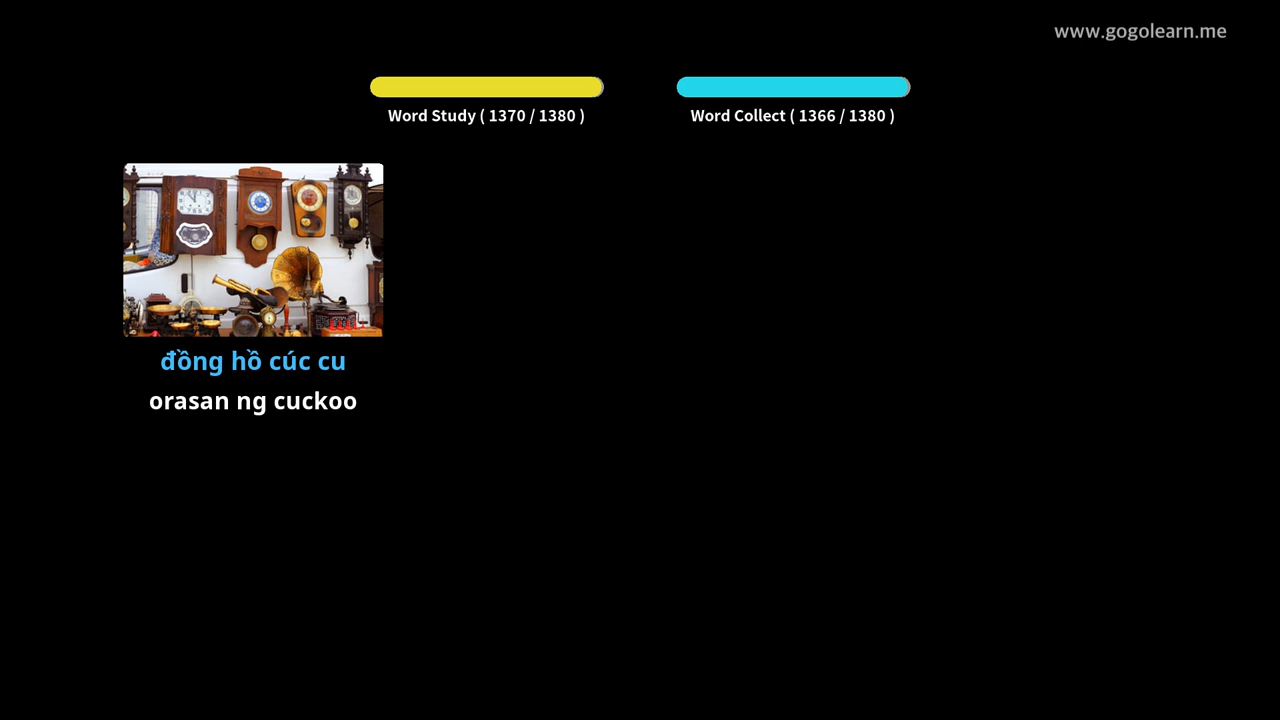 www.gogolearn.me
Word Study ( 1370 / 1380 )
Word Collect ( 1366 / 1380 )
đồng hồ cúc cu
orasan ng cuckoo